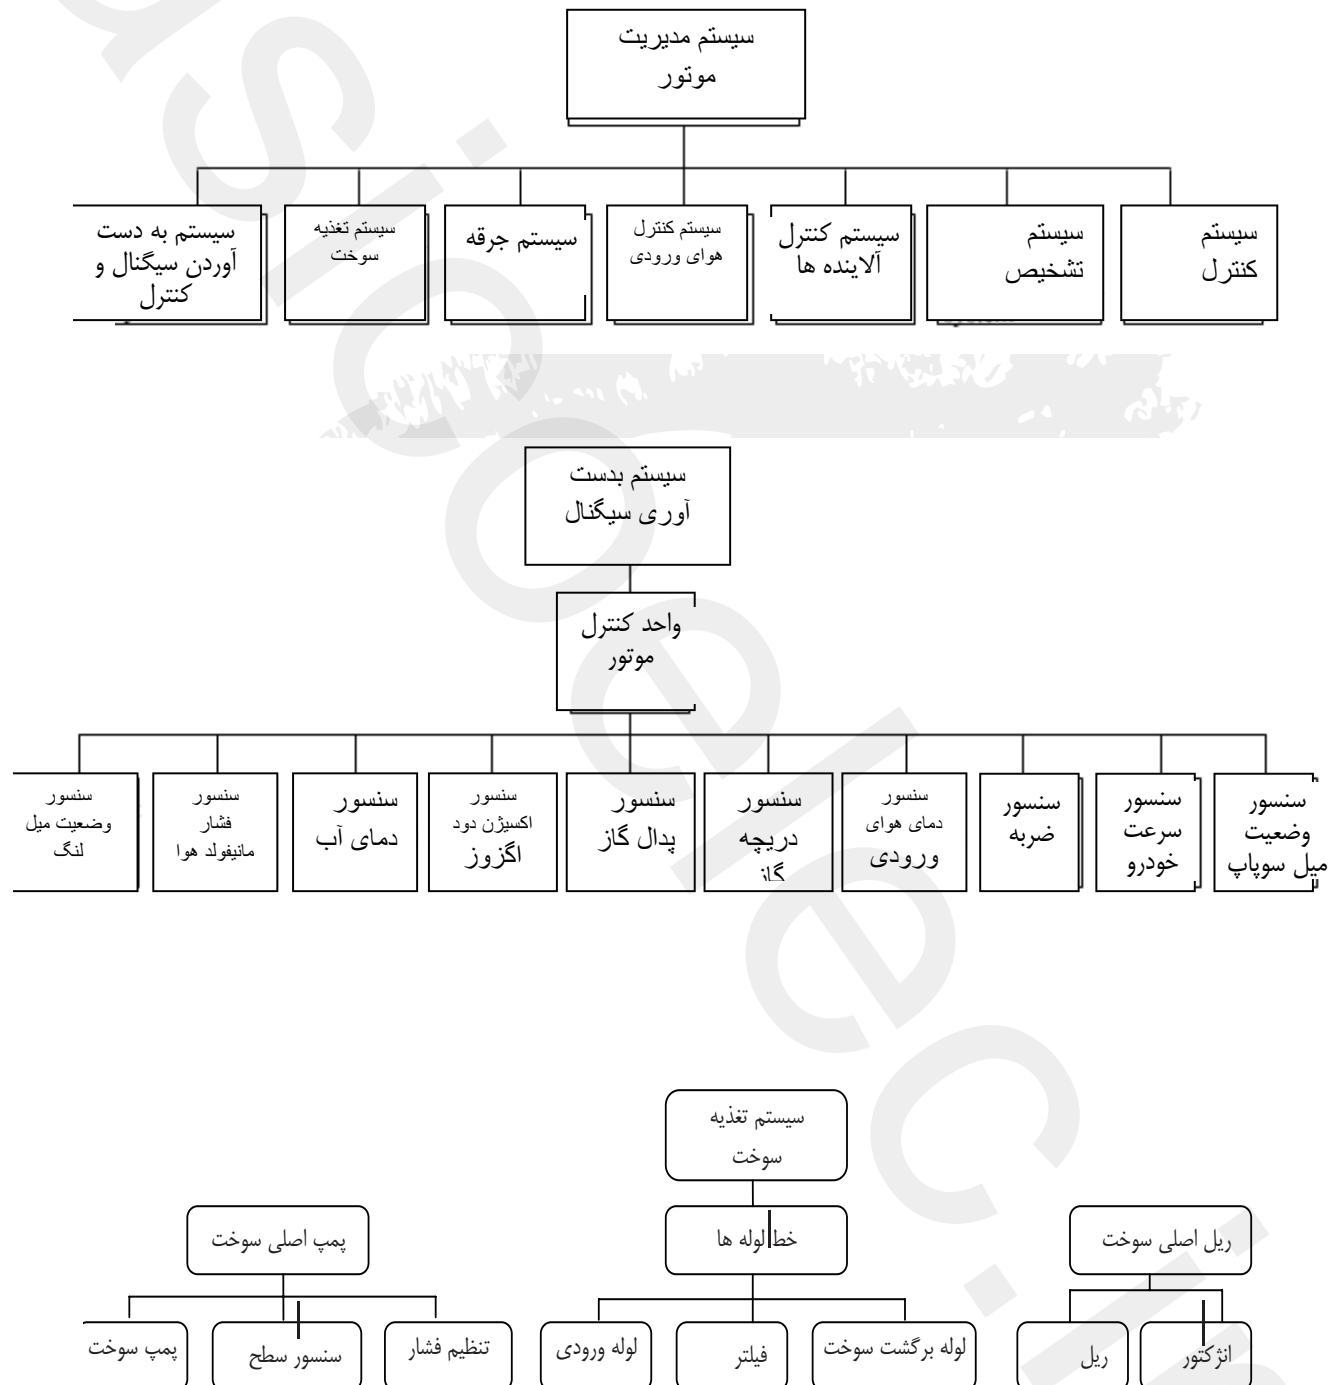 سیستم مدیریت
موتور
سیستم
کنترل
سیستم
تشخیص
سیستم کنترل
آلاینده ها
سیستم کنترل
هوای ورودی
سیستم جرقه
سیستم تغذیه
سوخت
سیستم به دست
آوردن سیگنال و
کنترل
سیستم بدست
آوری سیگنال
واحد کنترل
موتور
سنسور
وضعیت
میل سوپاپ
سنسور
سرعت
خودرو
سنسور
ضربه
سنسور
دمای هوای
ورودی
سنسور
دریچه
گاز
سنسور
پدال گاز
سنسور
اکسیژن دود
اگزوز
سنسور
دمای آب
سنسور
فشار
مانیفولد هوا
سنسور
وضعیت میل
لنگ
سیستم تغذیه
سوخت
ریل اصلی سوخت
خط لوله ها
پمپ اصلی سوخت
انژکتور
ریل
لوله برگشت سوخت
فیلتر
لوله ورودی
تنظیم فشار
سنسور سطح
پمپ سوخت